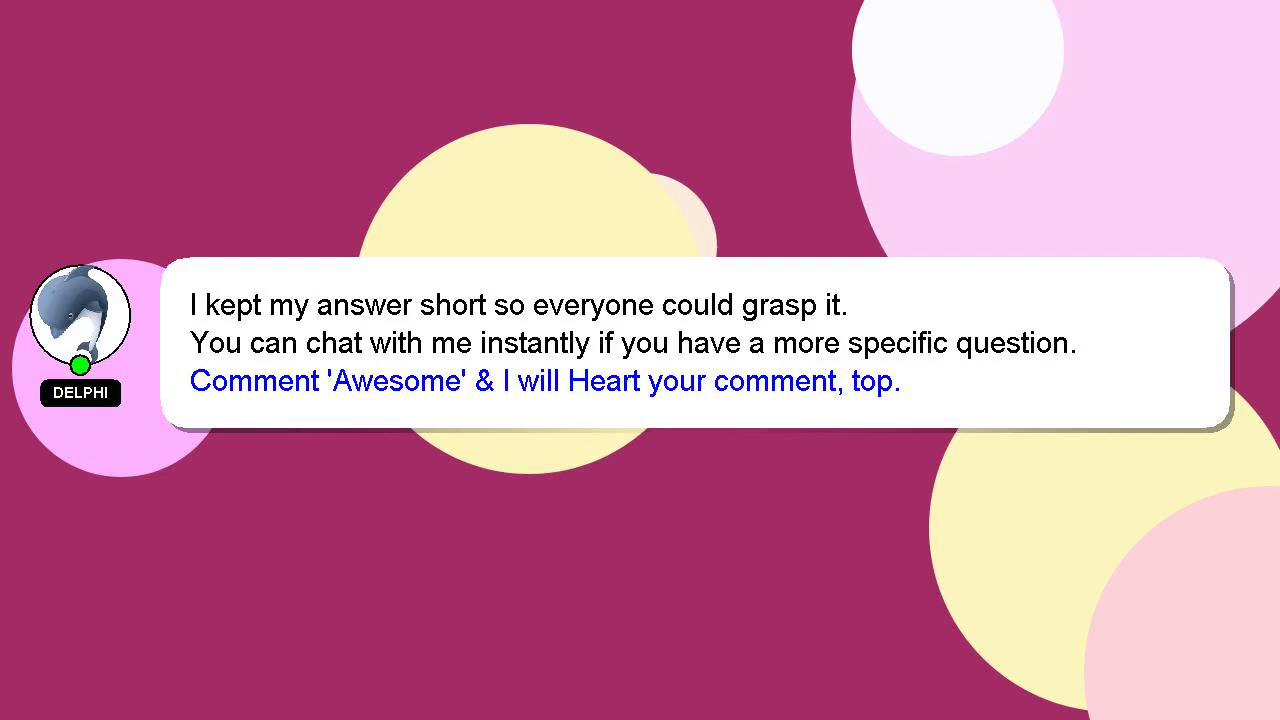 I kept my answer short so everyone could grasp it.
You can chat with me instantly if you have a more specific question.
Comment 'Awesome' & I will Heart your comment, top.
DELPHI